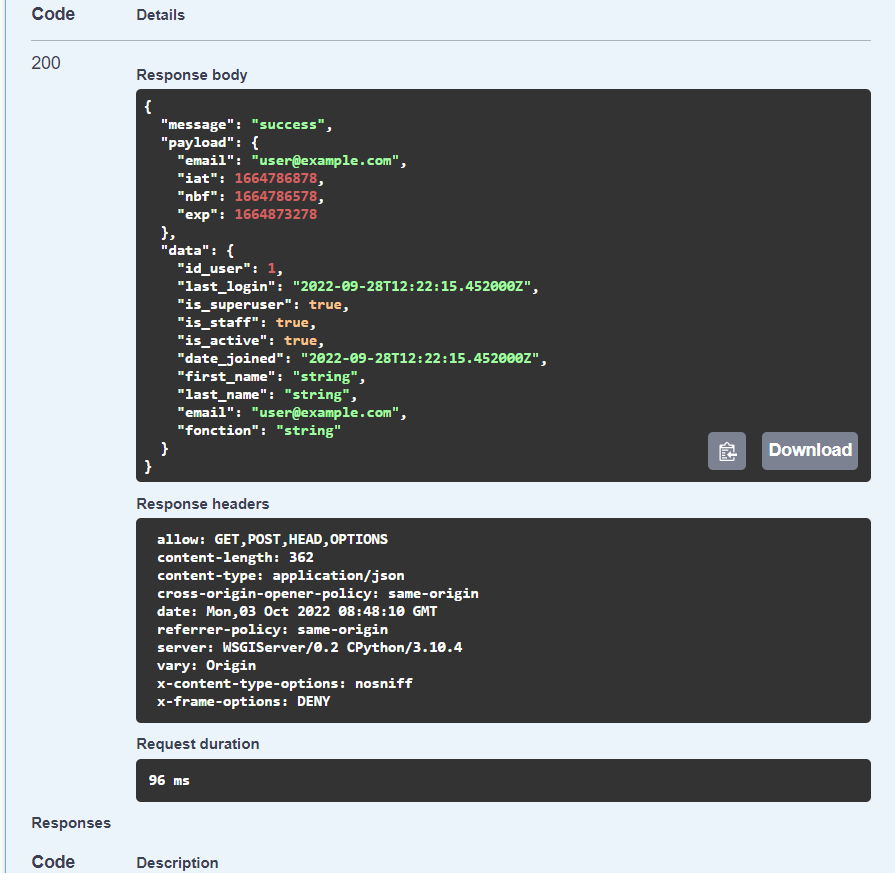 Code Details
200
Response body
{
  "message": "success",
  "payload": {
    "email": "user@example.com",
    "iat": 1664786878,
    "nbf": 1664786578,
    "exp": 1664873278
  },
  "data": {
    "id_user": 1,
    "last_login": "2022-09-28T12:22:15.452000Z",
    "is_superuser": true,
    "is_staff": true,
    "is_active": true,
    "date_joined": "2022-09-28T12:22:15.452000Z",
    "first_name": "string",
    "last_name": "string",
    "email": "user@example.com",
    "fonction": "string"
  }
}
Download
Response headers
allow: GET,POST,HEAD,OPTIONS
content-length: 362
content-type: application/json
cross-origin-opener-policy: same-origin
date: Mon,03 Oct 2022 08:48:10 GMT
referrer-policy: same-origin
server: WSGIServer/0.2 CPython/3.10.4
vary: Origin
x-content-type-options: nosniff
x-frame-options: DENY
Request duration
96 ms
Responses
Code Description